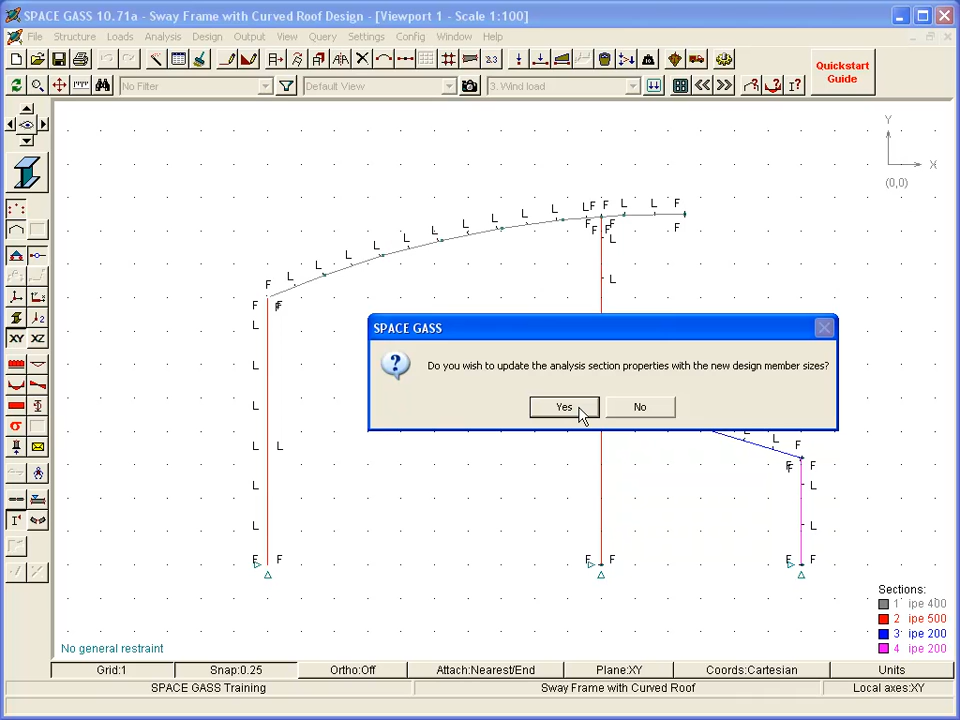 SPACE GASS 10.71a - Sway Frame with Curved Roof Design - [Viewport 1 - Scale 1:100]
File Structure Loads Analysis Design Output View Query Settings Config Window Help
2.3
Quickstart
Guide
No Filter
Default View
3. Wind load
Y
X
(0,0)
L F F L L F
L F F F
L L
L
L
L
L L
L
L
F
F F
L
L
L
L L
L
L
F F
SPACE GASS
Do you wish to update the analysis section properties with the new design member sizes?
Yes No
L L F
F F
L
L
F F
F F
XY XZ
Sections:
1 ipe 400
2 ipe 500
3 ipe 200
4 ipe 200
No general restraint
Grid:1 Snap:0.25 Ortho:Off Attach:Nearest/End Plane:XY Coords:Cartesian Units
SPACE GASS Training Sway Frame with Curved Roof Local axes:XY